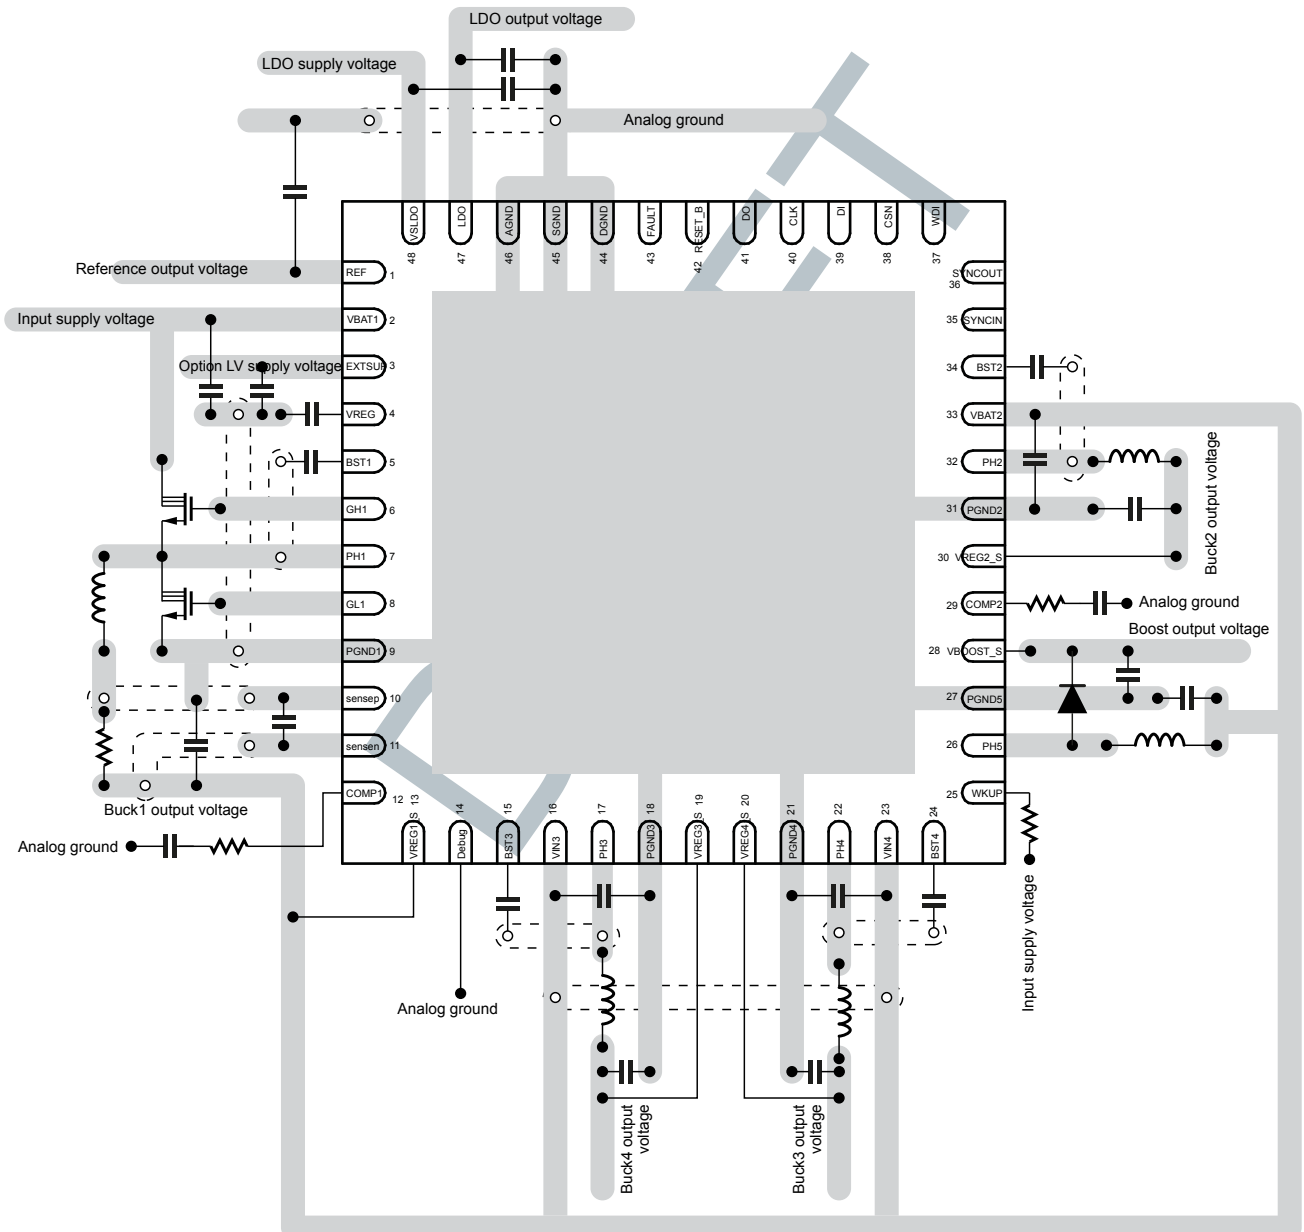 LDO output voltage
LDO supply voltage
Analog ground
VSLDO
LDO
AGND
SGND
DGND
FAULT
RESET_B
DO
CLK
DI
CSN
WDI
48
47
46
45
44
43
42
41
40
39
38
37
Reference output voltage
REF 1
Input supply voltage
VBAT1 2
Option LV supply voltage
EXTSUP 3
VREG 4
BST1 5
GH1 6
PH1 7
GL1 8
PGND1 9
sensep 10
sensen 11
COMP1 12
Buck1 output voltage
Analog ground
SYNCOUT
36
35 SYNCIN
34 BST2
33 VBAT2
32 PH2
31 PGND2
30 VREG2_S
29 COMP2
Analog ground
Buck2 output voltage
Boost output voltage
28 VBOOST_S
27 PGND5
26 PH5
25 WKUP
Input supply voltage
VREG1_S 13
Debug 14
BST3 15
VIN3 16
PH3 17
PGND3 18
VREG3_S 19
VREG4_S 20
PGND4 21
PH4 22
VIN4 23
BST4 24
Analog ground
Buck4 output
voltage
Buck3 output
voltage